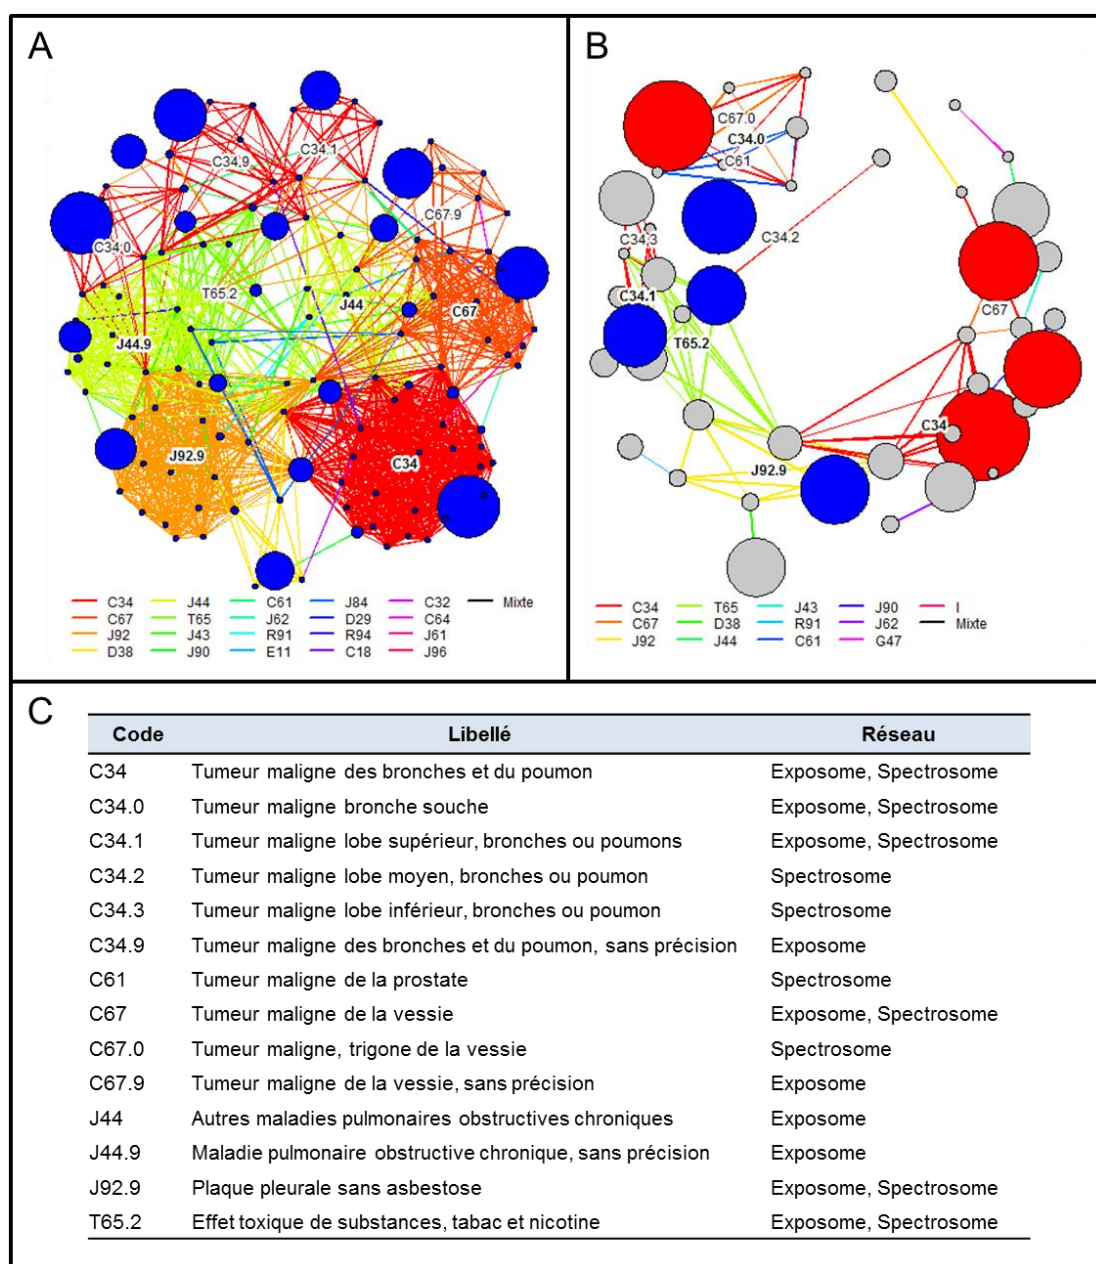 A
C34.9
C34.1
C67.9
C34.0
T65.2
J44
C67
J44.9
J92.9
C34
C34 J44 C61 J84 C32 Mixte
C67 T65 J62 D29 C64
J92 J43 R91 R94 J61
D38 J90 E11 C18 J96
B
C67.0
C34.0
C61
C34.3
C34.2
C34.1
T65.2
C67
C34
J92.9
C34 T65 J43 J90 I
C67 D38 R91 J62 Mixte
J92 J44 C61 G47
C
Code Libellé Réseau
C34 Tumeur maligne des bronches et du poumon Exposome, Spectrosome
C34.0 Tumeur maligne bronche souche Exposome, Spectrosome
C34.1 Tumeur maligne lobe supérieur, bronches ou poumons Exposome, Spectrosome
C34.2 Tumeur maligne lobe moyen, bronches ou poumon Spectrosome
C34.3 Tumeur maligne lobe inférieur, bronches ou poumon Spectrosome
C34.9 Tumeur maligne des bronches et du poumon, sans précision Exposome
C61 Tumeur maligne de la prostate Spectrosome
C67 Tumeur maligne de la vessie Exposome, Spectrosome
C67.0 Tumeur maligne, trigone de la vessie Spectrosome
C67.9 Tumeur maligne de la vessie, sans précision Exposome
J44 Autres maladies pulmonaires obstructives chroniques Exposome
J44.9 Maladie pulmonaire obstructive chronique, sans précision Exposome
J92.9 Plaque pleurale sans asbestose Exposome, Spectrosome
T65.2 Effet toxique de substances, tabac et nicotine Exposome, Spectrosome